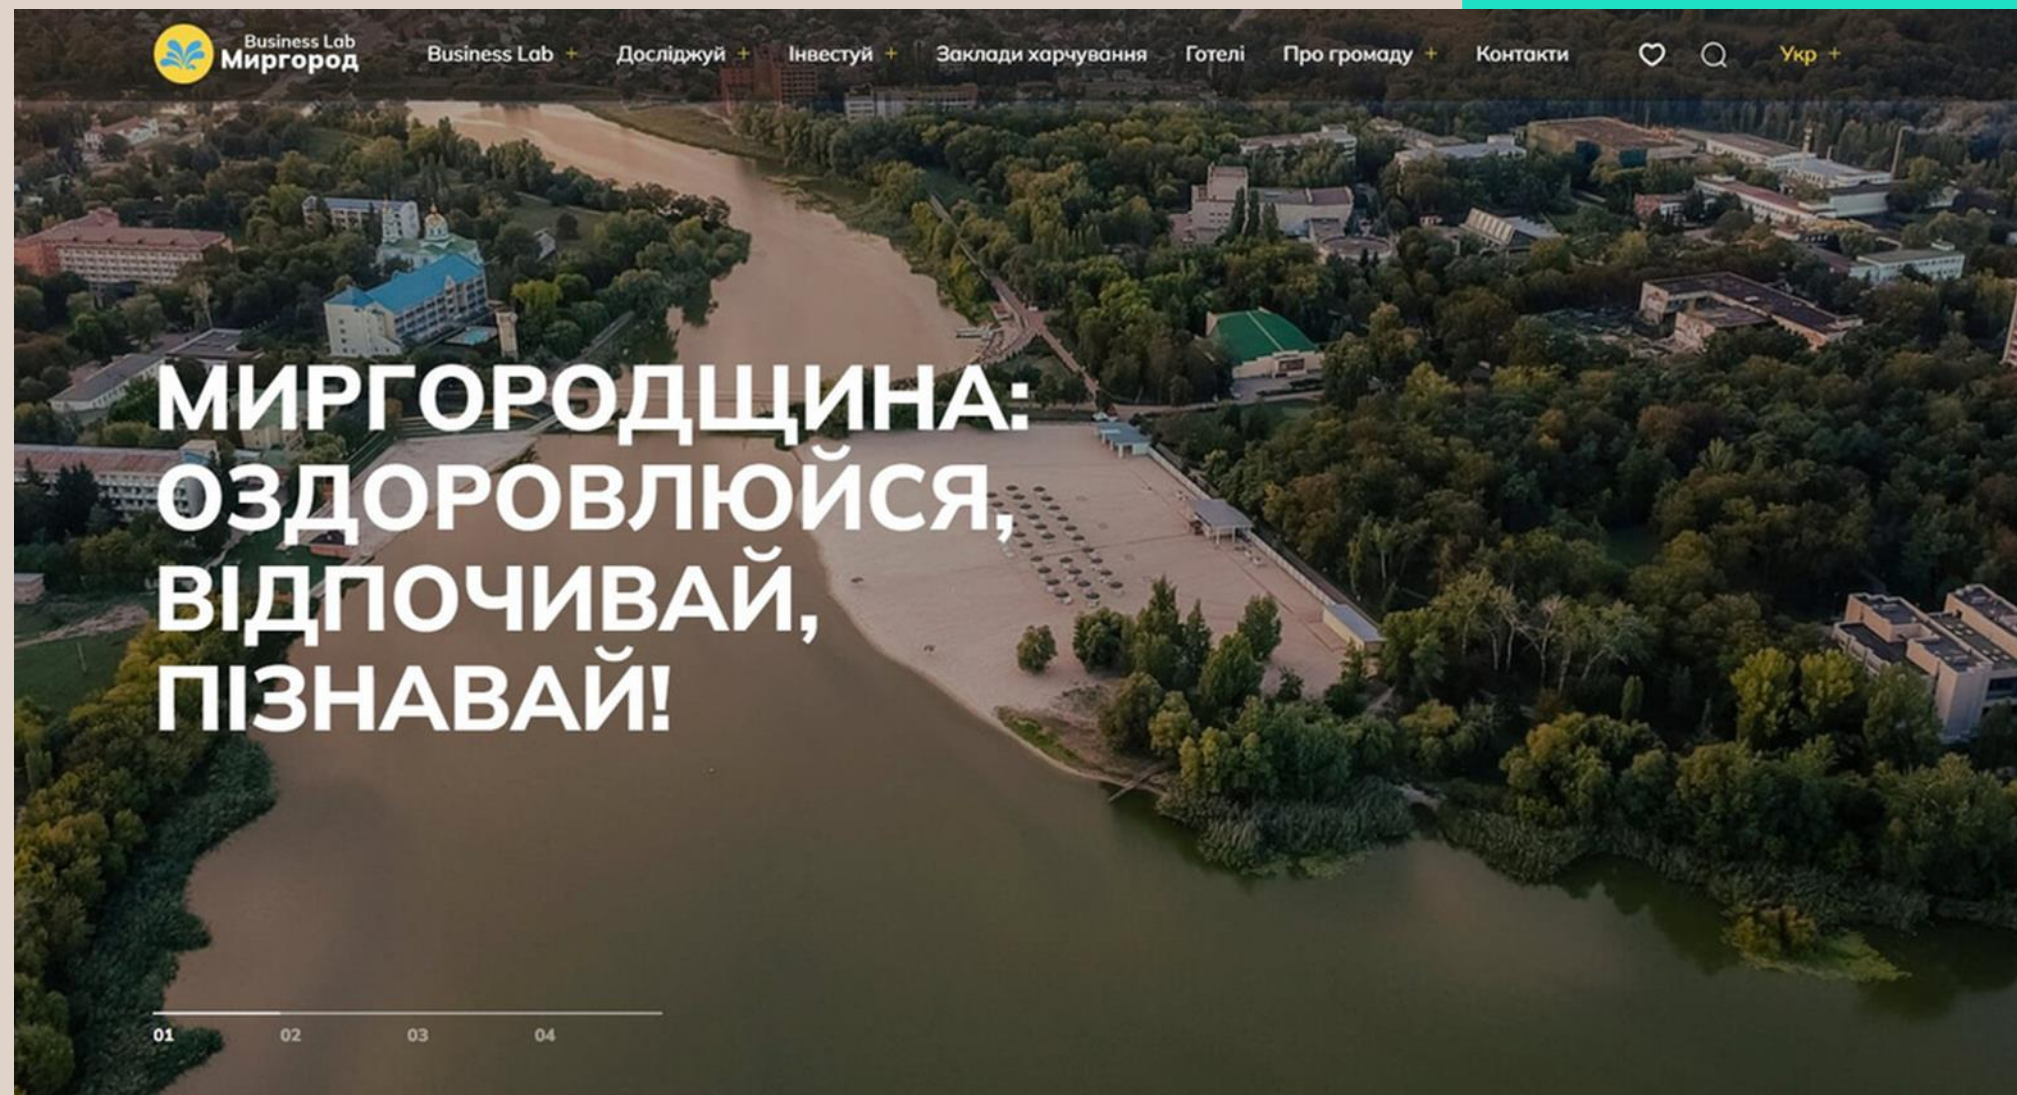 Business Lab
Миргород
Business Lab +
Досліджуй +
Інвестуй +
Заклади харчування
Готелі
Про громаду +
Контакти
Укр +
МИРГОРОДЩИНА:
ОЗДОРОВЛЮЙСЯ,
ВІДПОЧИВАЙ,
ПІЗНАВАЙ!
01 02 03 04